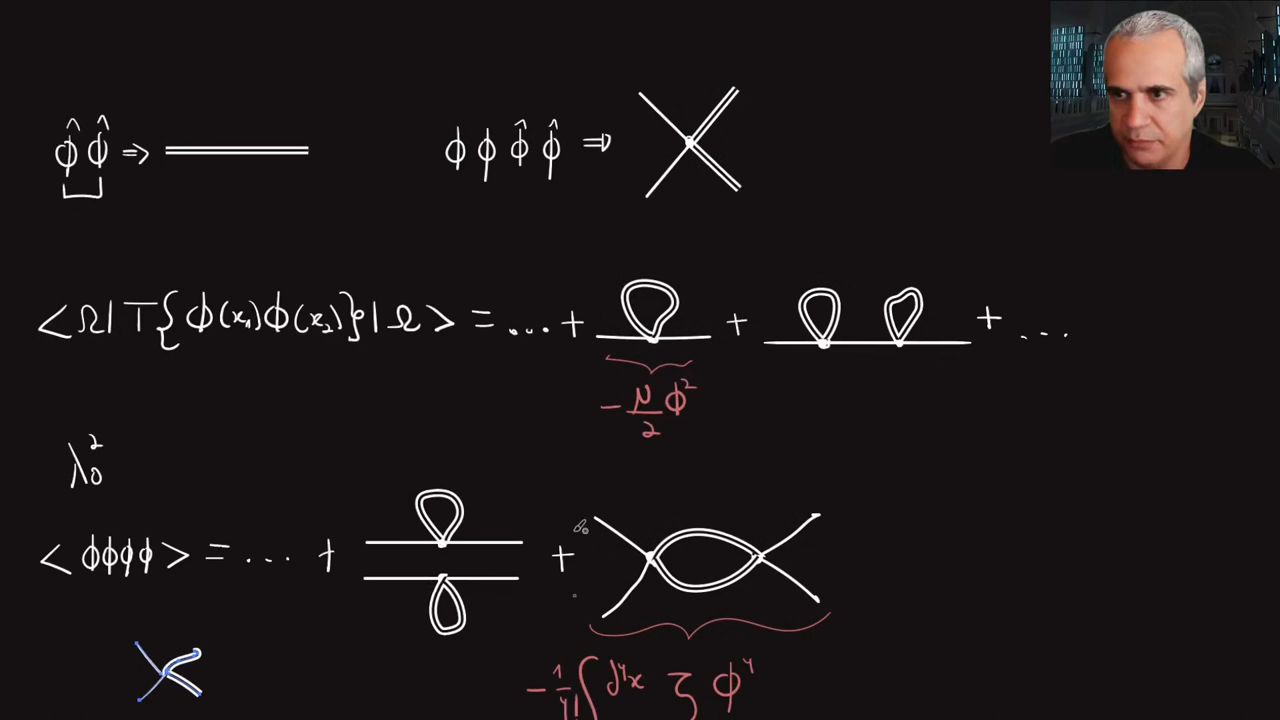 ϕ̂ ϕ̂ ⇒
ϕ ϕ ϕ̂ ϕ̂ ⇒
<Ω|T{ϕ(x₁)ϕ(x₂)}|Ω> = ... + + + ...
-μ/2 ϕ²
λ₀²
<ϕϕϕϕ> = ... + +
-1/4! ∫ d⁴x ζ ϕ⁴